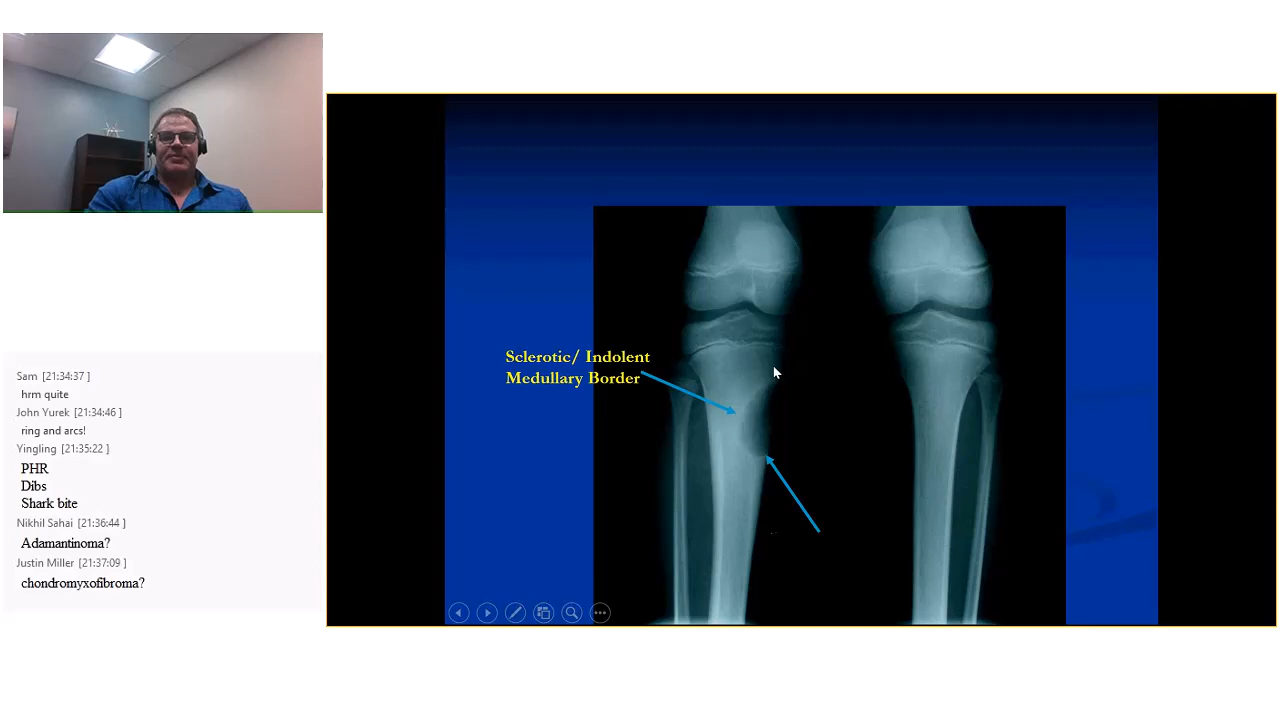 Sam [21:34:37 ]
hrm quite
John Yurek [21:34:46 ]
ring and arcs!
Yingling [21:35:22 ]
PHR
Dibs
Shark bite
Nikhil Sahai [21:36:44 ]
Adamantinoma?
Justin Miller [21:37:09 ]
chondromyxofibroma?
Sclerotic/ Indolent
Medullary Border